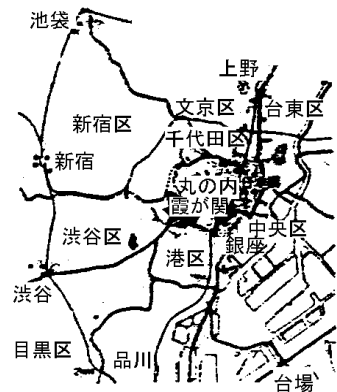 池袋
上野
文京区
台東区
新宿区
千代田区
新宿
丸の内
霞が関
渋谷区
中央区
銀座
港区
渋谷
目黒区
品川
台場